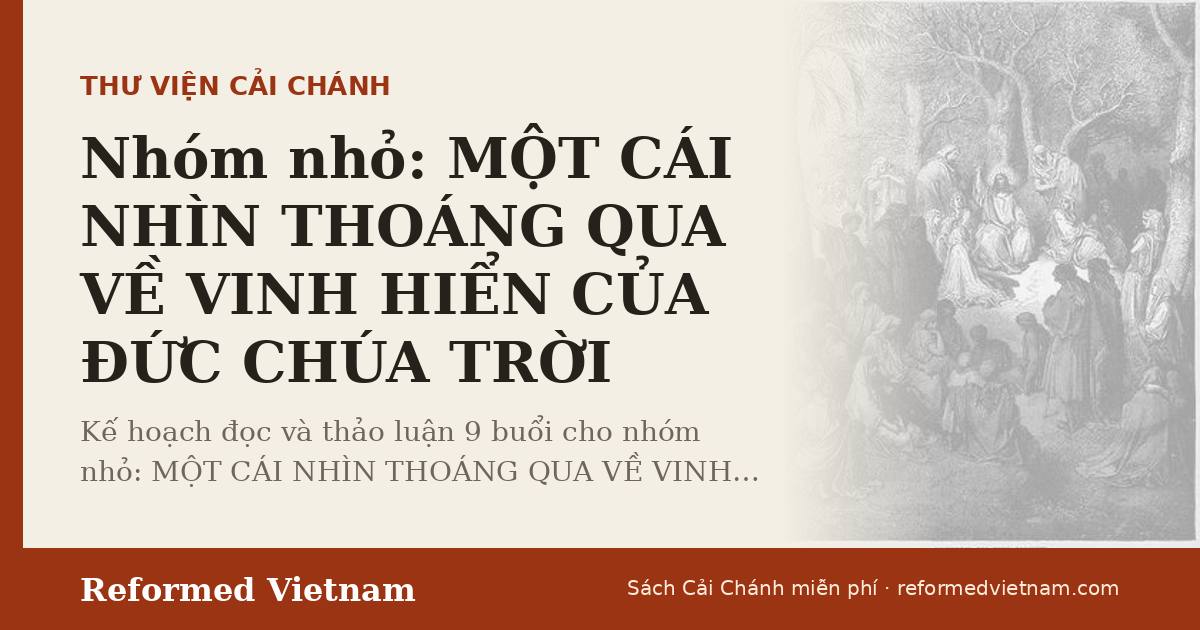 THƯ VIỆN CẢI CHÁNH
Nhóm nhỏ: MỘT CÁI
NHÌN THOÁNG QUA
VỀ VINH HIỂN CỦA
ĐỨC CHÚA TRỜI
Kế hoạch đọc và thảo luận 9 buổi cho nhóm
nhỏ: MỘT CÁI NHÌN THOÁNG QUA VỀ VINH…
Reformed Vietnam
Sách Cải Chánh miễn phí · reformedvietnam.com